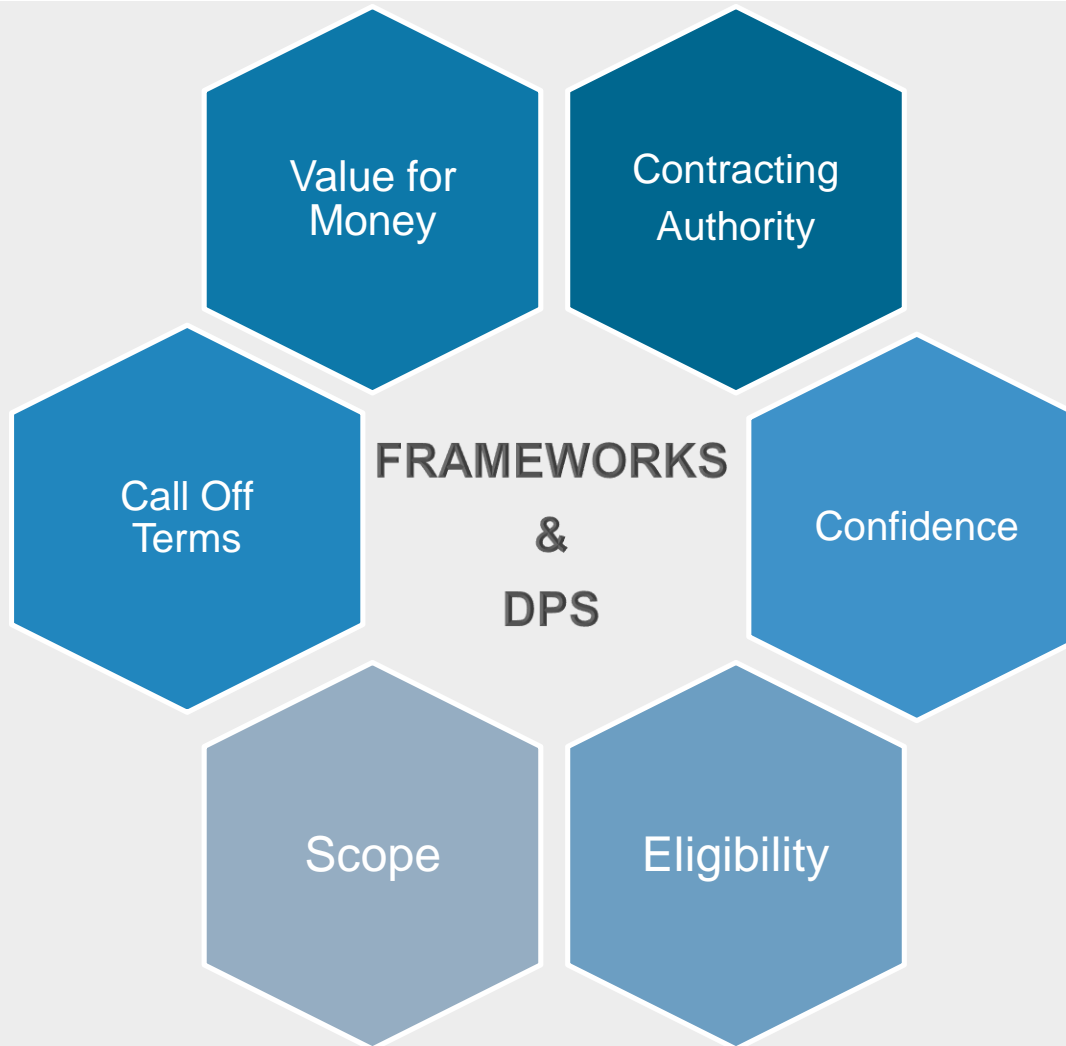 Value for
Money
Contracting
Authority
Call Off
Terms
FRAMEWORKS
&
DPS
Confidence
Scope
Eligibility